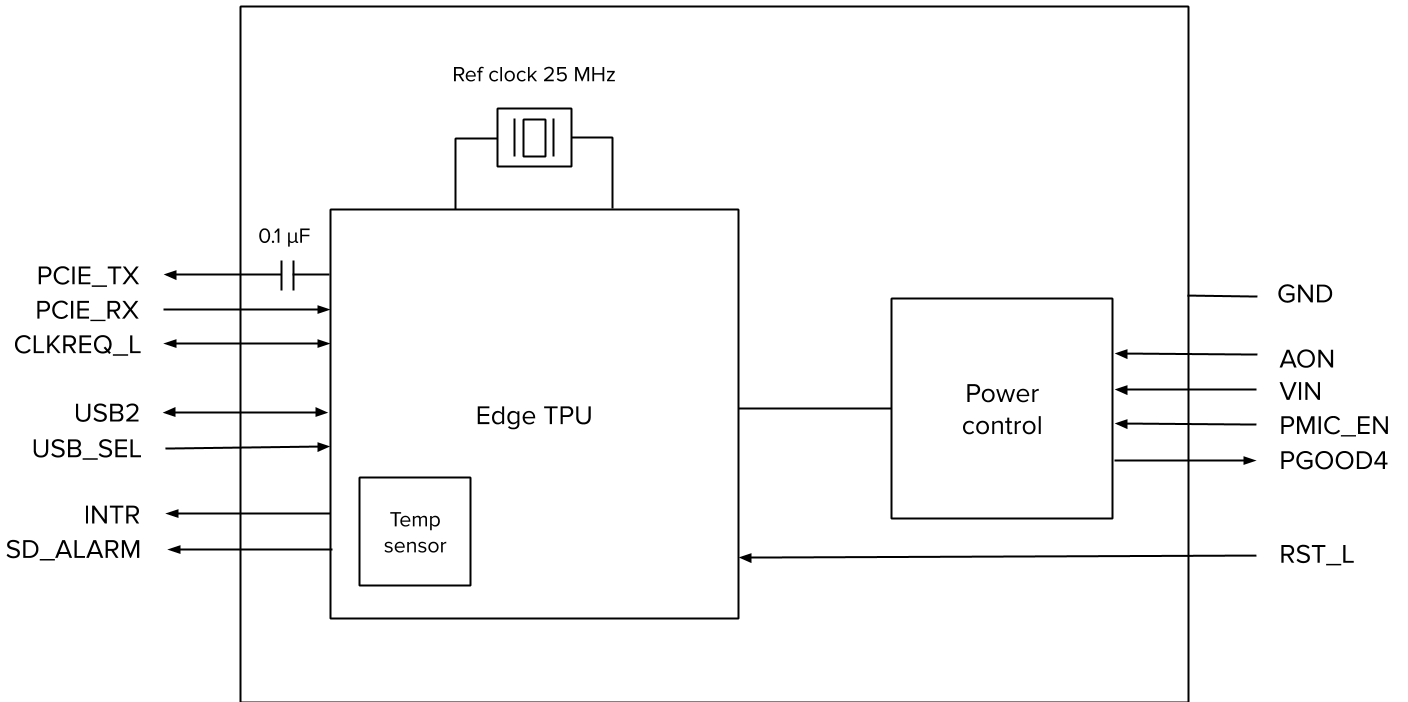 Ref clock 25 MHz
0.1 µF
PCIE_TX
PCIE_RX
CLKREQ_L
USB2
USB_SEL
INTR
SD_ALARM
Edge TPU
Temp
sensor
Power
control
GND
AON
VIN
PMIC_EN
PGOOD4
RST_L